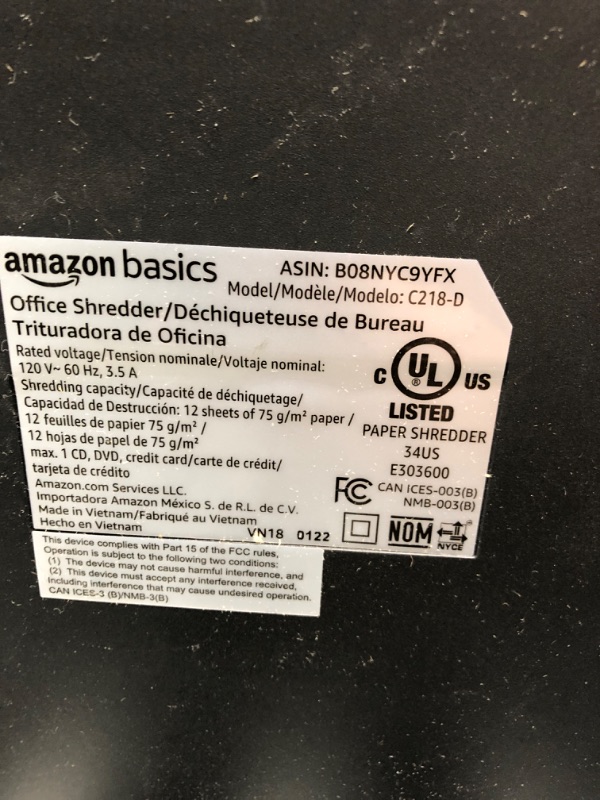 amazon basics
ASIN: B08NYC9YFX
Model/Modèle/Modelo: C218-D
Office Shredder/Déchiqueteuse de Bureau
Trituradora de Oficina
Rated voltage/Tension nominale/Voltaje nominal:
120 V~ 60 Hz, 3.5 A
Shredding capacity/Capacité de déchiquetage/
Capacidad de Destrucción: 12 sheets of 75 g/m² paper /
12 feuilles de papier 75 g/m² /
12 hojas de papel de 75 g/m²
max. 1 CD, DVD, credit card/carte de crédit/
tarjeta de crédito
Amazon.com Services LLC.
Importadora Amazon México S. de R.L. de C.V.
Made in Vietnam/Fabriqué au Vietnam
Hecho en Vietnam
VN18 0122
C UL US
LISTED
PAPER SHREDDER
34US
E303600
FC CAN ICES-003(B)
NMB-003(B)
NOM NYCE
This device complies with Part 15 of the FCC rules,
Operation is subject to the following two conditions:
(1) The device may not cause harmful interference, and
(2) This device must accept any interference received,
Including interference that may cause undesired operation.
CAN ICES-3 (B)/NMB-3(B)